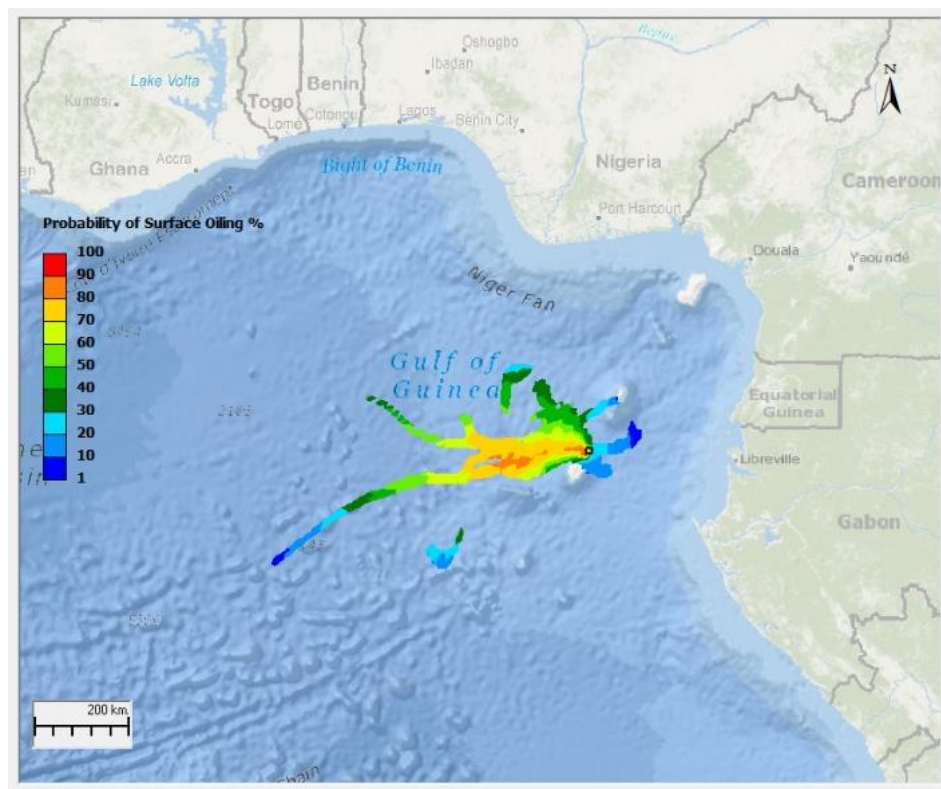 Oshogbo
Benue
Ibadan
Lake Volta
Benin
Kumasi
Togo
Cotonou
Lagos
Lomé
Benin City
Accra
Ghana
Bight of Benin
Nigeria
Cameroon
Port Harcourt
N
Probability of Surface Oiling %
Douala
Yaoundé
Niger Fan
100
90
80
70
60
50
40
30
20
10
1
Gulf of
Guinea
Equatorial
Guinea
Libreville
Gabon
200 km